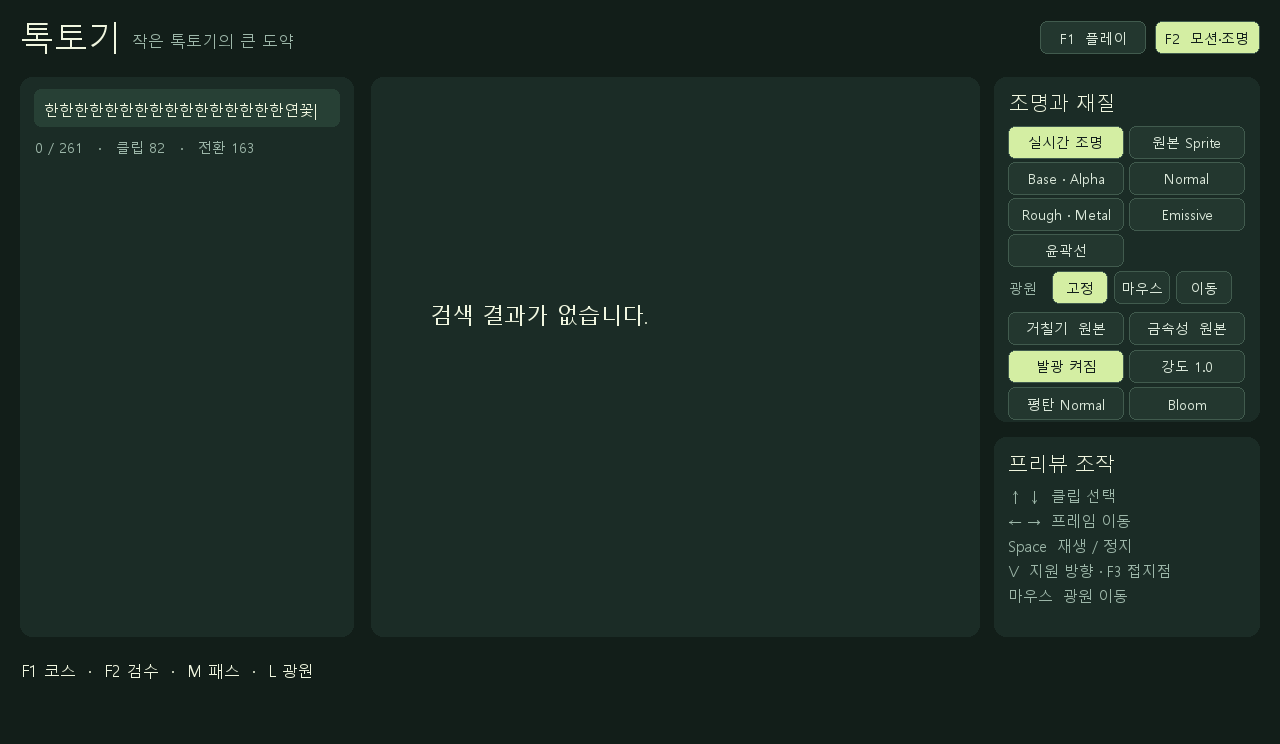 톡토기 작은 톡토기의 큰 도약
F1 플레이
F2 모션·조명
한한한한한한한한한한한한한한한한연꽃|
0 / 261 · 클립 82 · 전환 163
검색 결과가 없습니다.
조명과 재질
실시간 조명
원본 Sprite
Base · Alpha
Normal
Rough · Metal
Emissive
윤곽선
광원
고정
마우스
이동
거칠기 원본
금속성 원본
발광 켜짐
강도 1.0
평탄 Normal
Bloom
프리뷰 조작
↑ ↓ 클립 선택
← → 프레임 이동
Space 재생 / 정지
V 지원 방향 · F3 접지점
마우스 광원 이동
F1 코스 · F2 검수 · M 패스 · L 광원